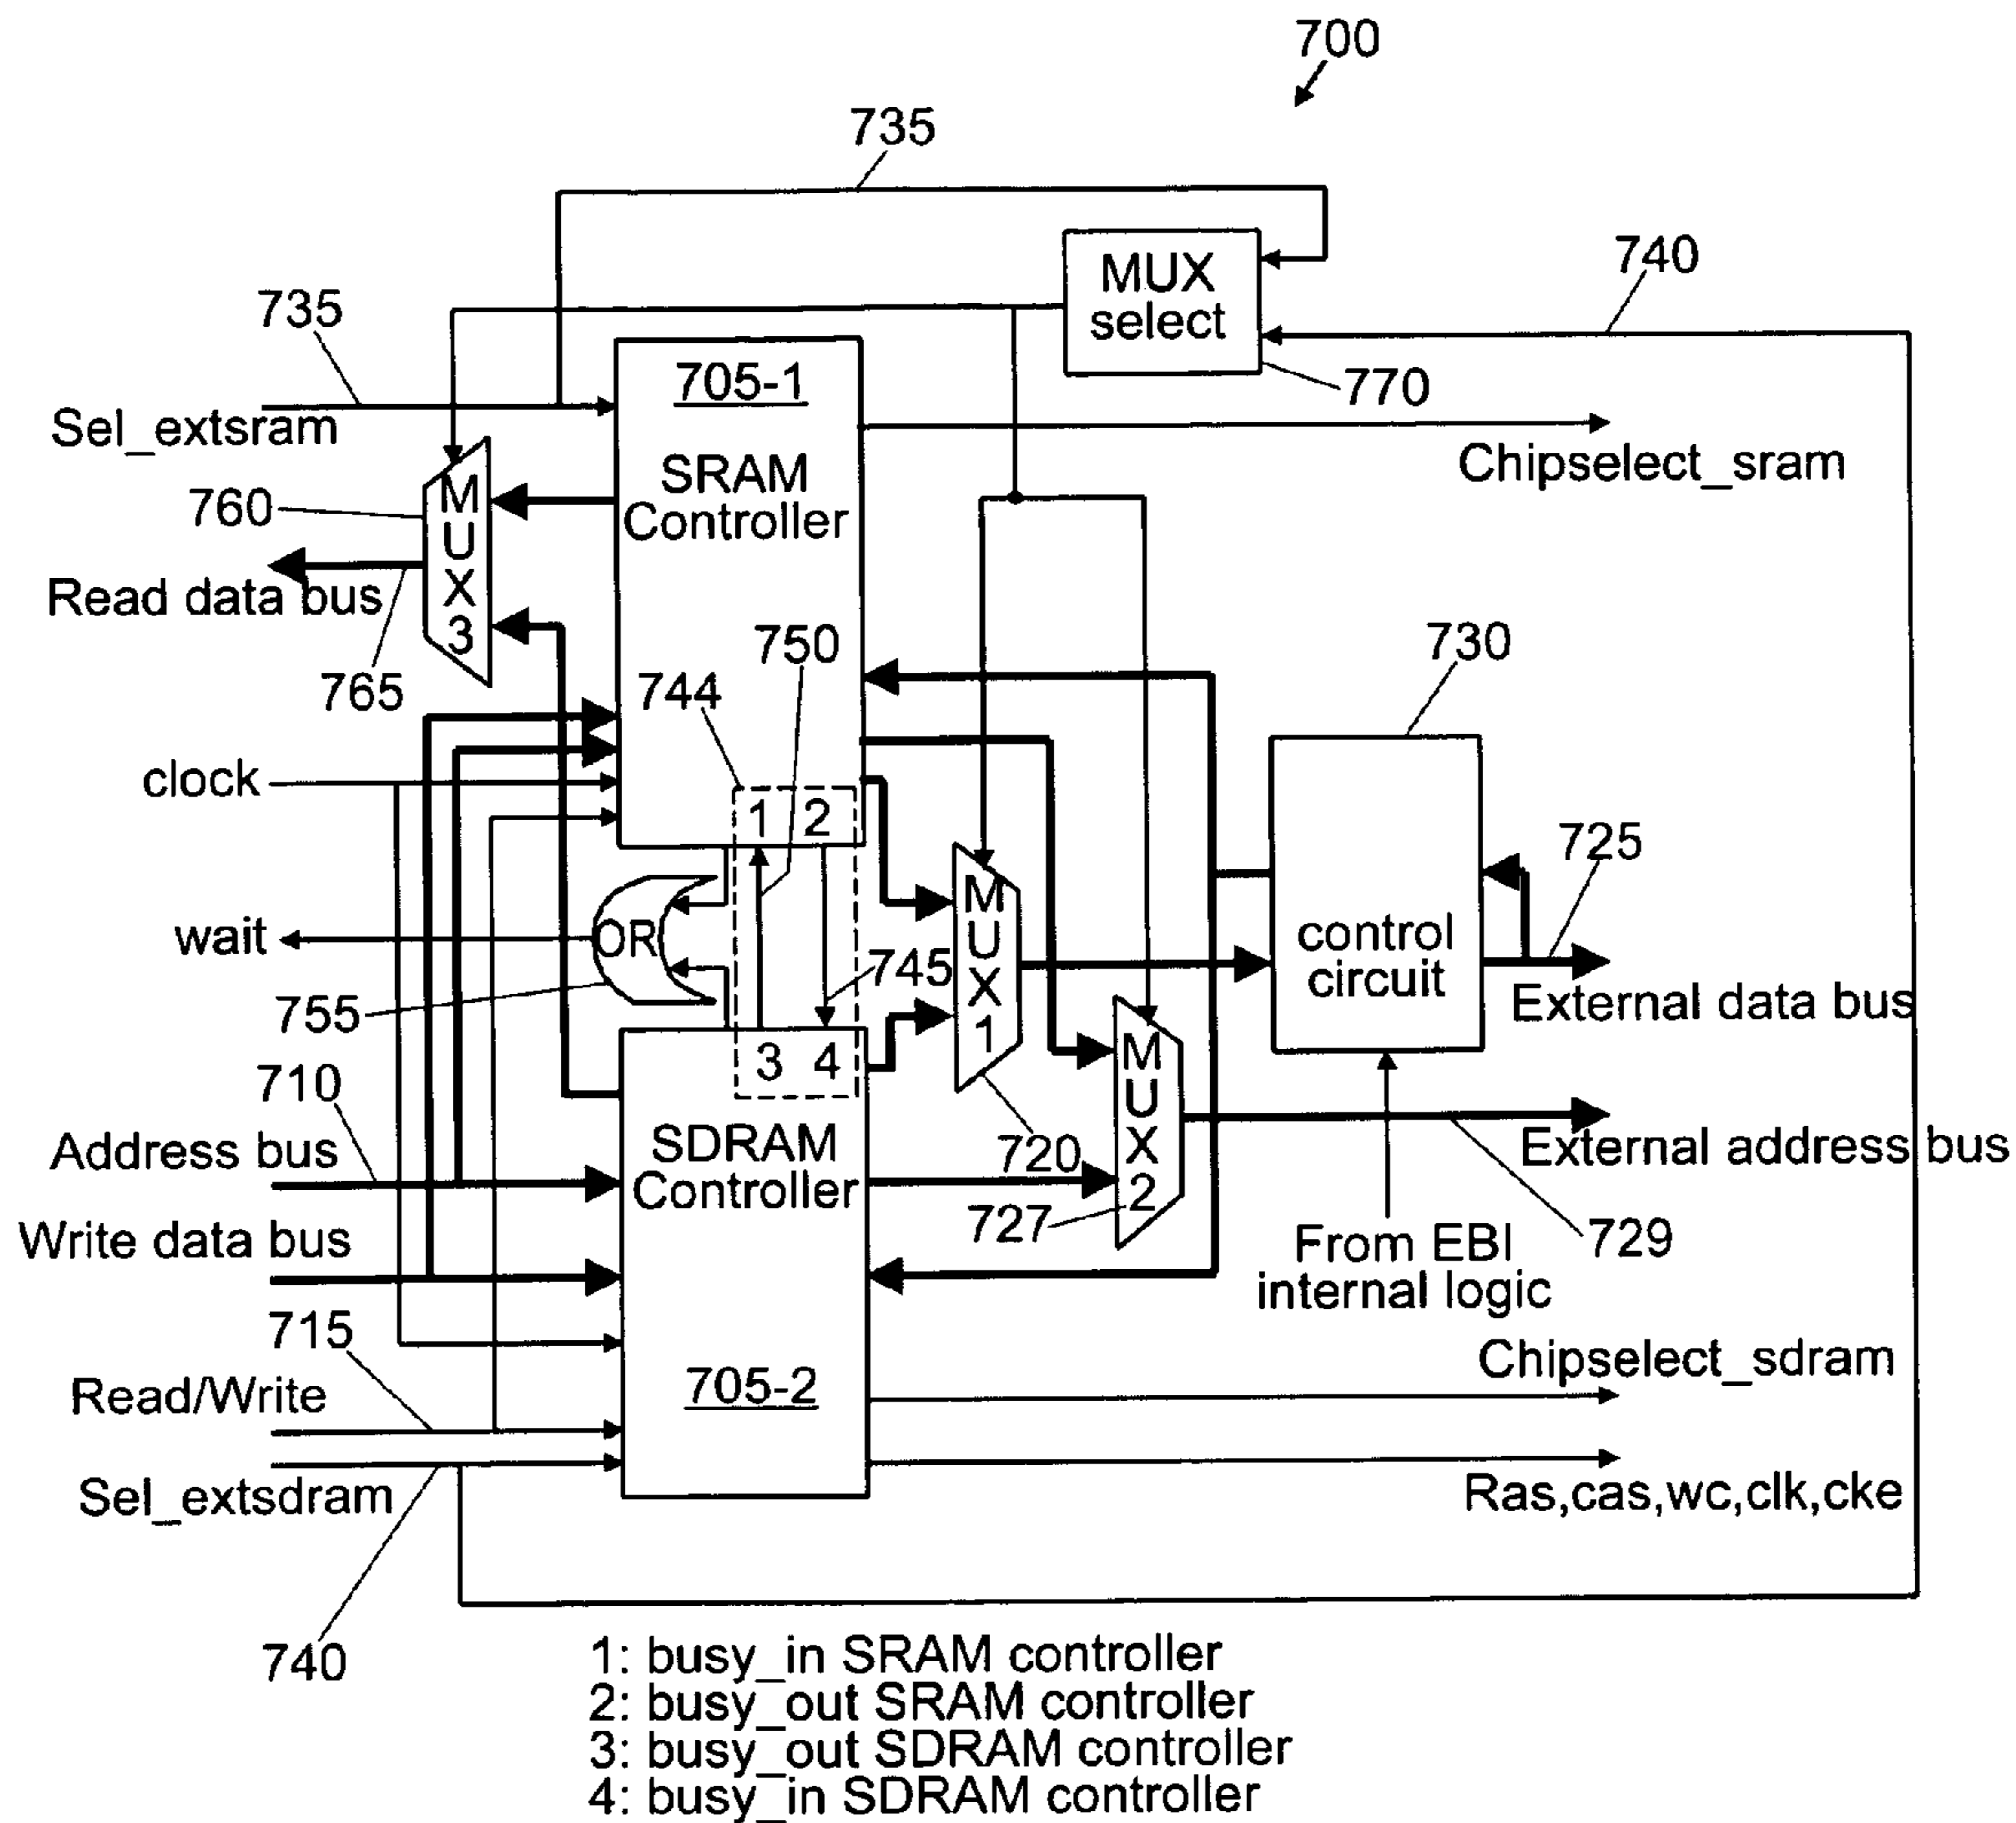 700
735
740
MUX
select
770
735
Sel_extsram
705-1
SRAM
Controller
Chipselect_sram
760
MUX3
Read data bus
765
750
744
730
clock
1 2
725
MUX1
control
circuit
wait
OR
745
755
External data bus
3 4
MUX2
710
Address bus
SDRAM
Controller
720
External address bus
727
729
Write data bus
From EBI
internal logic
715
Read/Write
705-2
Chipselect_sdram
Sel_extsdram
Ras,cas,wc,clk,cke
740
1: busy_in SRAM controller
2: busy_out SRAM controller
3: busy_out SDRAM controller
4: busy_in SDRAM controller